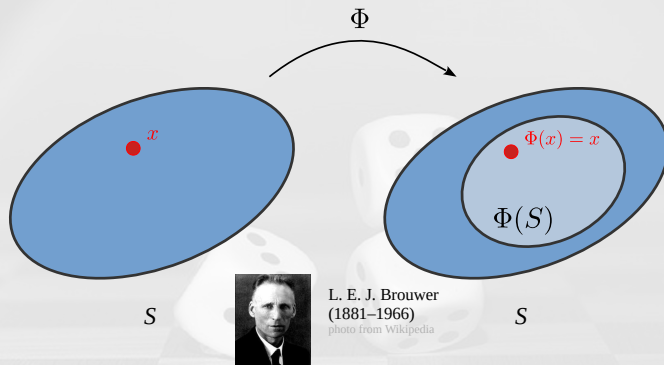 Φ
x
Φ(x) = x
Φ(S)
S
L. E. J. Brouwer
(1881–1966)
photo from Wikipedia
S